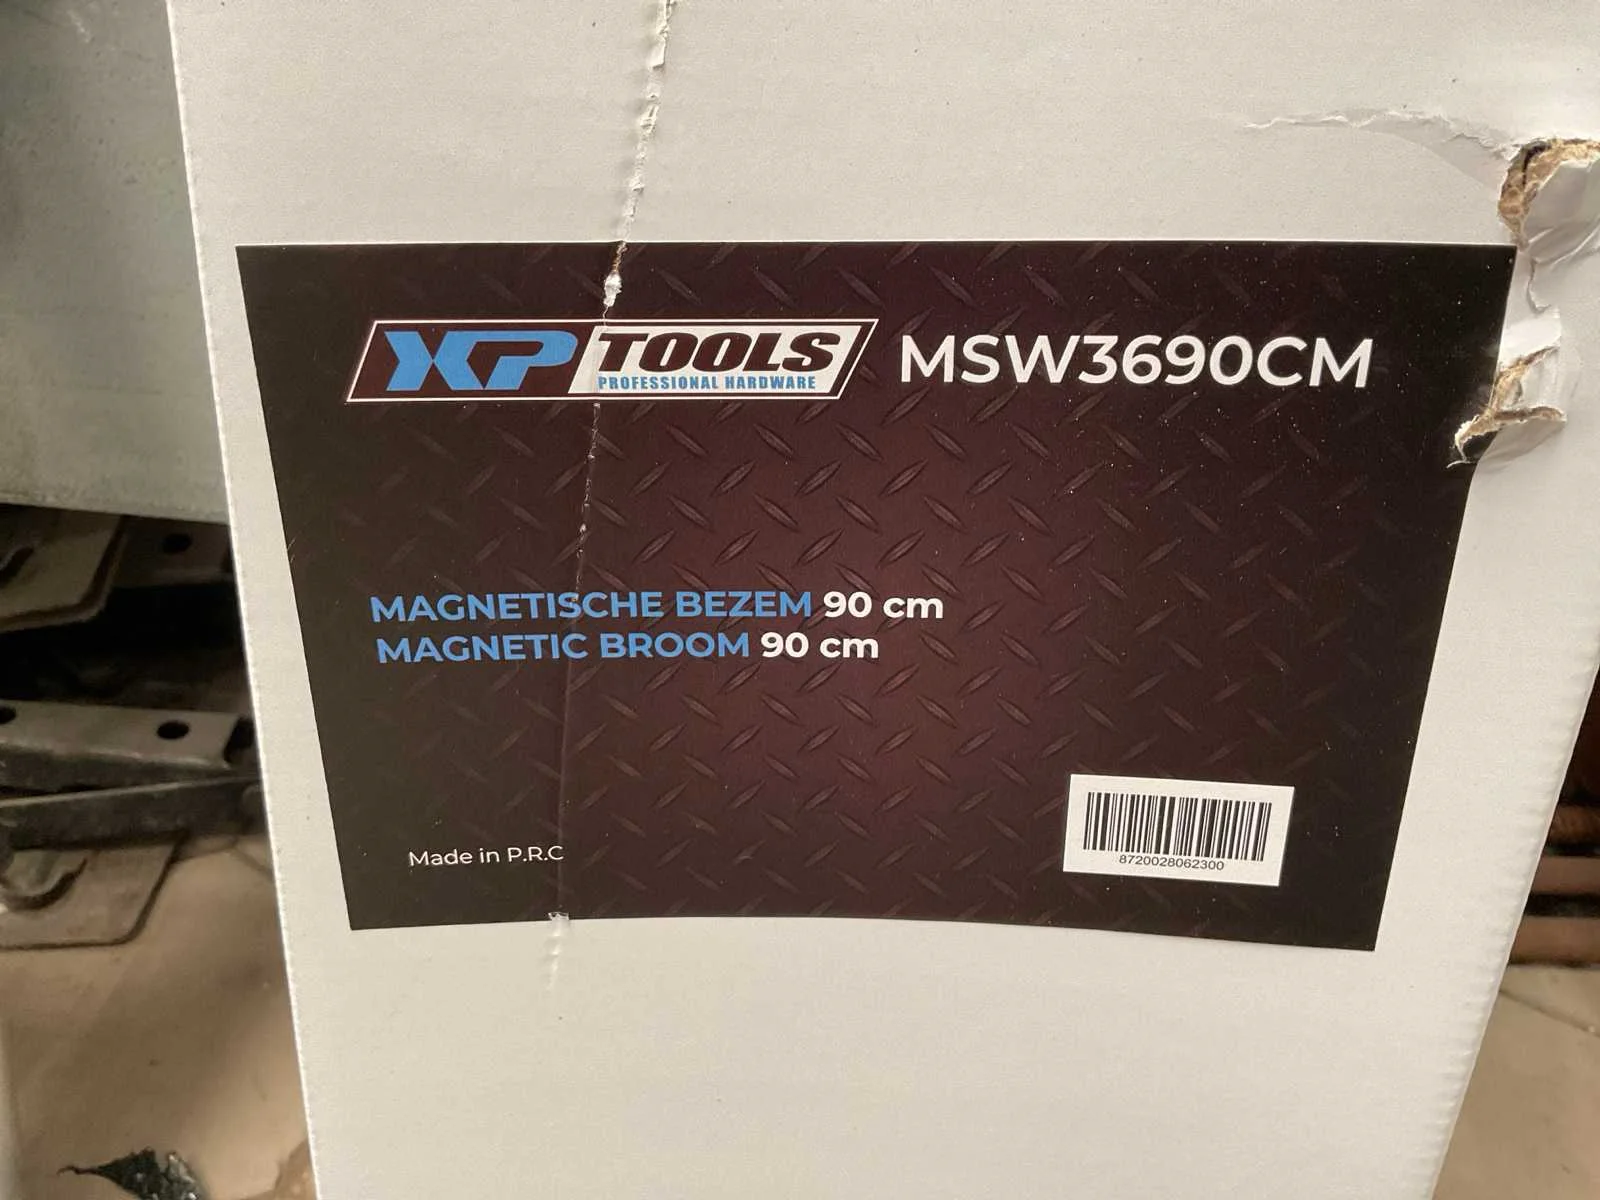 XP TOOLS
PROFESSIONAL HARDWARE
MSW3690CM
MAGNETISCHE BEZEM 90 cm
MAGNETIC BROOM 90 cm
Made in P.R.C
8720028062300